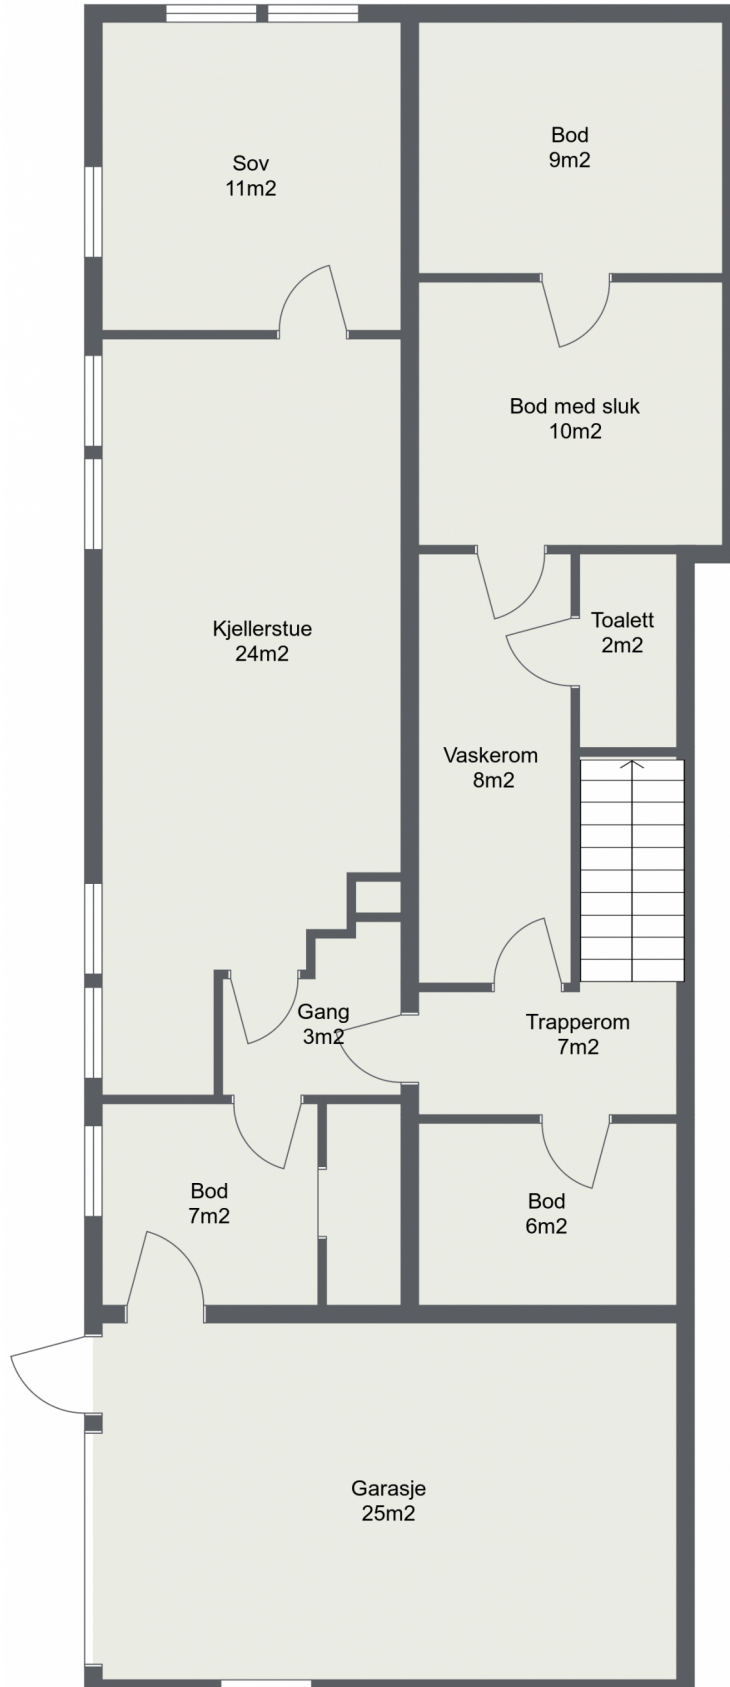 Bod
9m2
Sov
11m2
Bod med sluk
10m2
Kjellerstue
24m2
Toalett
2m2
Vaskerom
8m2
Gang
3m2
Trapperom
7m2
Bod
7m2
Bod
6m2
Garasje
25m2